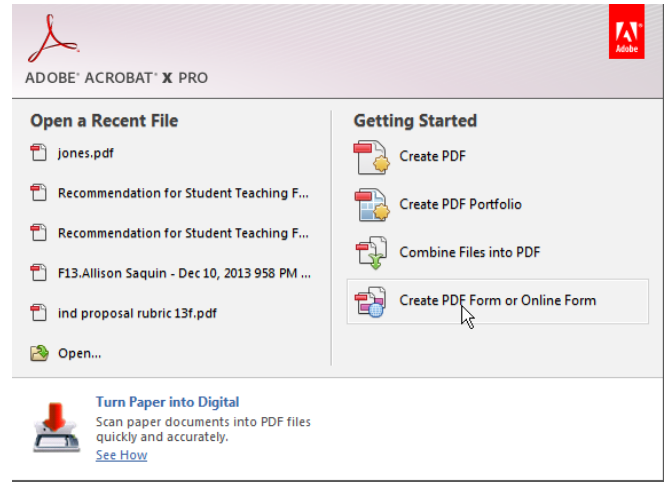 Adobe
ADOBE® ACROBAT® X PRO
Open a Recent File
jones.pdf
Recommendation for Student Teaching F...
Recommendation for Student Teaching F...
F13.Allison Saquin - Dec 10, 2013 958 PM ...
ind proposal rubric 13f.pdf
Open...
Getting Started
Create PDF
Create PDF Portfolio
Combine Files into PDF
Create PDF Form or Online Form
Turn Paper into Digital
Scan paper documents into PDF files
quickly and accurately.
See How